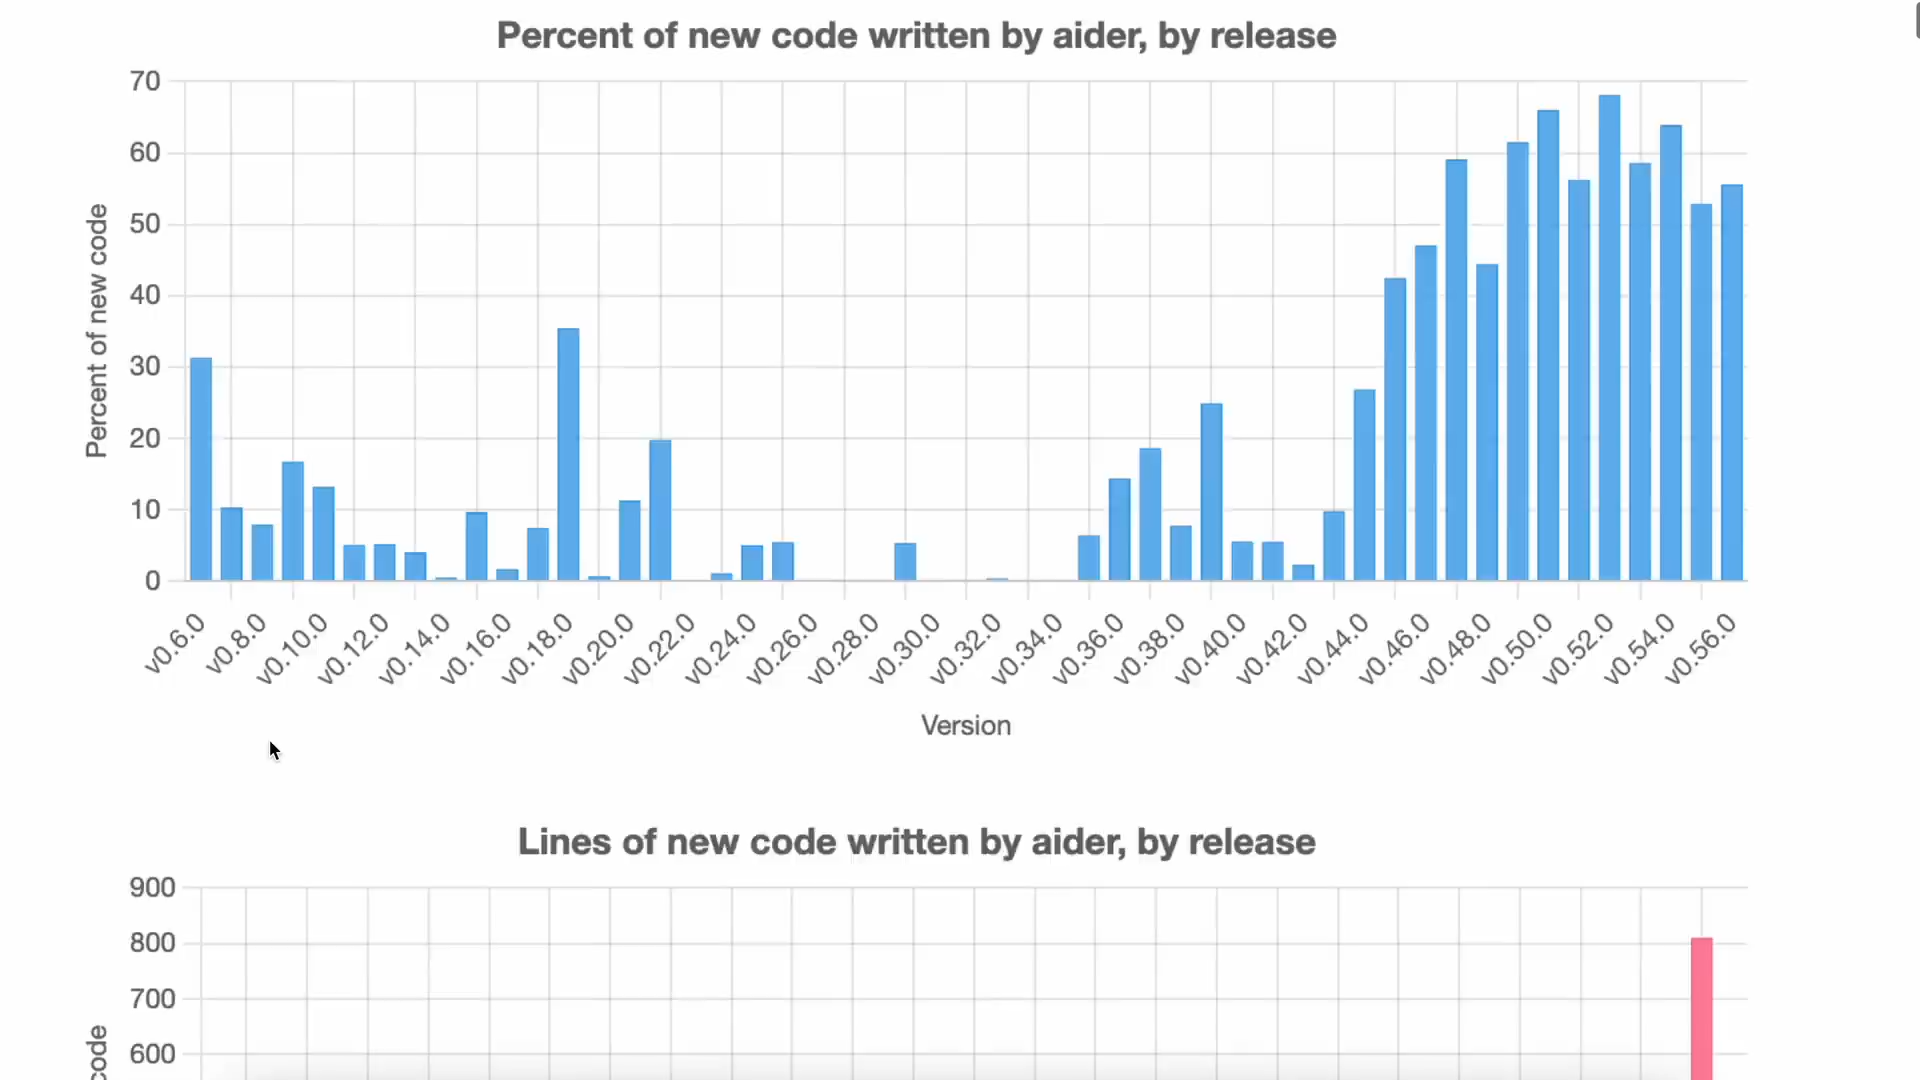 Percent of new code written by aider, by release
70
60
50
40
30
20
10
0
Percent of new code
v0.6.0
v0.8.0
v0.10.0
v0.12.0
v0.14.0
v0.16.0
v0.18.0
v0.20.0
v0.22.0
v0.24.0
v0.26.0
v0.28.0
v0.30.0
v0.32.0
v0.34.0
v0.36.0
v0.38.0
v0.40.0
v0.42.0
v0.44.0
v0.46.0
v0.48.0
v0.50.0
v0.52.0
v0.54.0
v0.56.0
Version
Lines of new code written by aider, by release
900
800
700
600
code